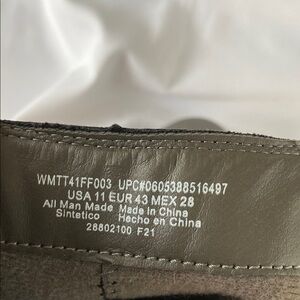 WMTT41FF003 UPC#0605388516497
USA 11 EUR 43 MEX 28
All Man Made Made in China
Sintetico Hecho en China
28802100 F21